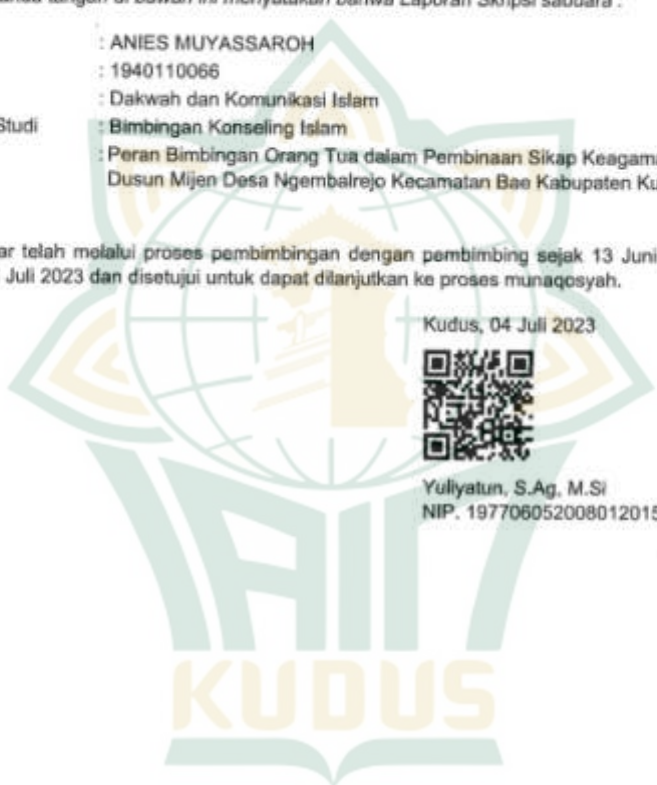 tangan di bawah ini menyatakan bahwa Laporan Skripsi saudara :
: ANIES MUYASSAROH
: 1940110066
: Dakwah dan Komunikasi Islam
Studi : Bimbingan Konseling Islam
: Peran Bimbingan Orang Tua dalam Pembinaan Sikap Keagama
Dusun Mijen Desa Ngembalrejo Kecamatan Bae Kabupaten Ku
ar telah melalui proses pembimbingan dengan pembimbing sejak 13 Juni
Juli 2023 dan disetujui untuk dapat dilanjutkan ke proses munaqosyah.
Kudus, 04 Juli 2023
Yuliyatun, S.Ag, M.Si
NIP. 197706052008012015
IAIN
KUDUS